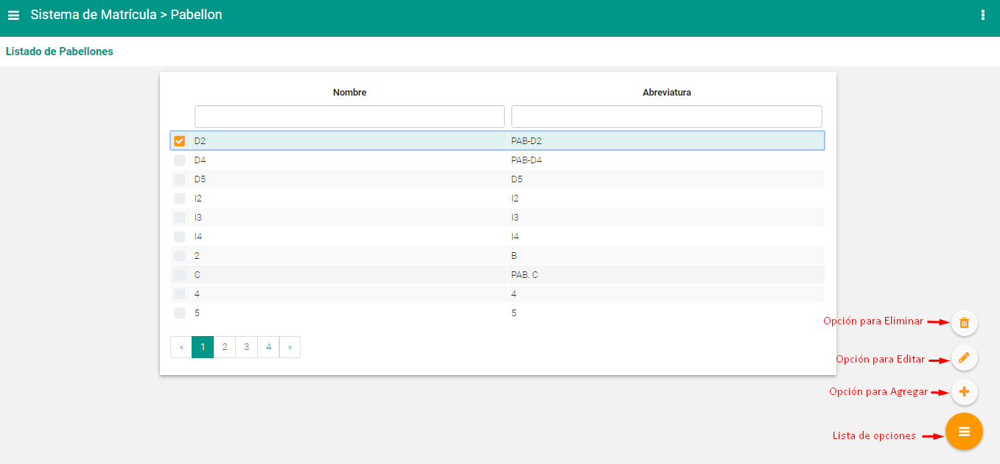 Sistema de Matrícula > Pabellon
Listado de Pabellones
Nombre Abreviatura
D2 PAB-D2
D4 PAB-D4
D5 D5
I2 I2
I3 I3
I4 I4
2 B
C PAB. C
4 4
5 5
« 1 2 3 4 »
Opción para Eliminar
Opción para Editar
Opción para Agregar
Lista de opciones